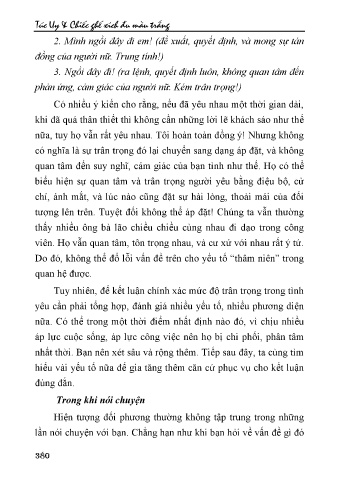 Túc Uy & Chiếc ghế xích đu màu trắng
2. Mình ngồi đây đi em! (đề xuất, quyết định, và mong sự tán
đồng của người nữ. Trung tính!)
3. Ngồi đây đi! (ra lệnh, quyết định luôn, không quan tâm đến
phản ứng, cảm giác của người nữ. Kém trân trọng!)
Có nhiều ý kiến cho rằng, nếu đã yêu nhau một thời gian dài,
khi đã quá thân thiết thì không cần những lời lẽ khách sáo như thế
nữa, tuy họ vẫn rất yêu nhau. Tôi hoàn toàn đồng ý! Nhưng không
có nghĩa là sự trân trọng đó lại chuyển sang dạng áp đặt, và không
quan tâm đến suy nghĩ, cảm giác của bạn tình như thế. Họ có thể
biểu hiện sự quan tâm và trân trọng người yêu bằng điệu bộ, cử
chỉ, ánh mắt, và lúc nào cũng đặt sự hài lòng, thoải mái của đối
tượng lên trên. Tuyệt đối không thể áp đặt! Chúng ta vẫn thường
thấy nhiều ông bà lão chiều chiều cùng nhau đi dạo trong công
viên. Họ vẫn quan tâm, tôn trọng nhau, và cư xử với nhau rất ý tứ.
Do đó, không thể đổ lỗi vấn đề trên cho yếu tố “thâm niên” trong
quan hệ được.
Tuy nhiên, để kết luận chính xác mức độ trân trọng trong tình
yêu cần phải tổng hợp, đánh giá nhiều yếu tố, nhiều phương diện
nữa. Có thể trong một thời điểm nhất định nào đó, vì chịu nhiều
áp lực cuộc sống, áp lực công việc nên họ bị chi phối, phân tâm
nhất thời. Bạn nên xét sâu và rộng thêm. Tiếp sau đây, ta cùng tìm
hiểu vài yếu tố nữa để gia tăng thêm căn cứ phục vụ cho kết luận
đúng đắn.
Trong khi nói chuyện
Hiện tượng đối phương thường không tập trung trong những
lần nói chuyện với bạn. Chẳng hạn như khi bạn hỏi về vấn đề gì đó
380